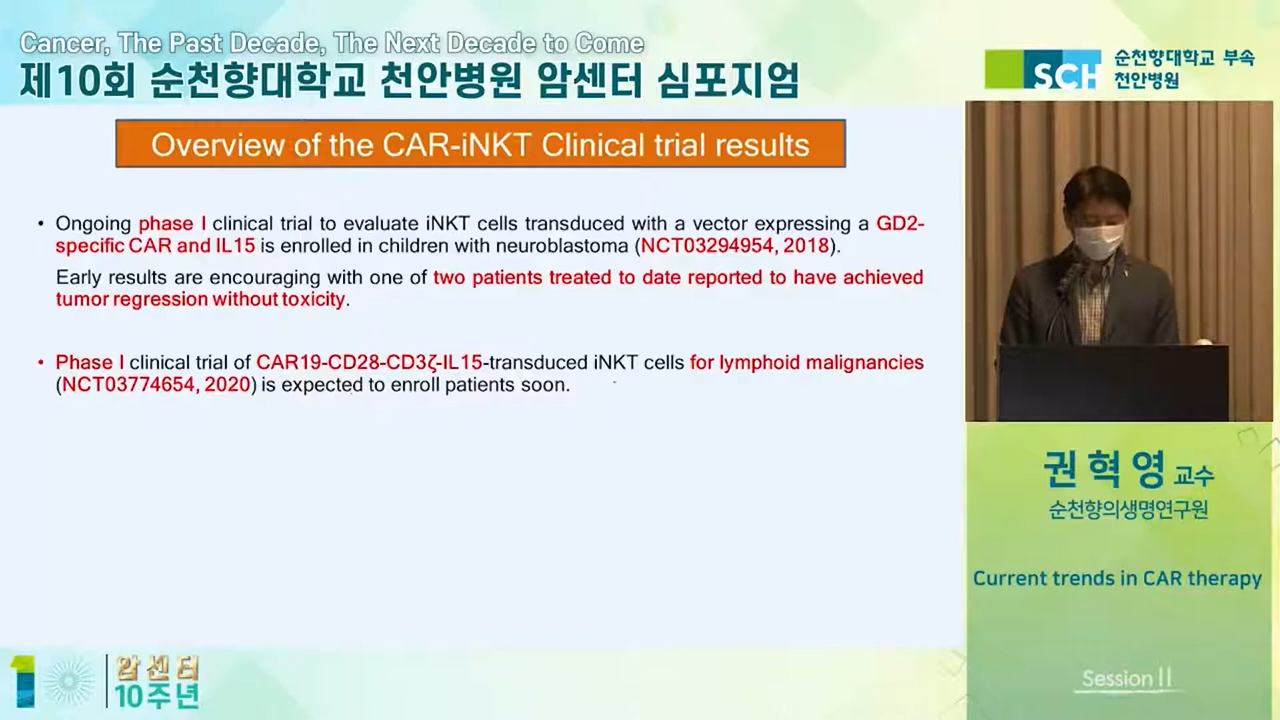 Cancer, The Past Decade, The Next Decade to Come
제10회 순천향대학교 천안병원 암센터 심포지엄
SCH
순천향대학교 부속
천안병원
Overview of the CAR-iNKT Clinical trial results
• Ongoing phase I clinical trial to evaluate iNKT cells transduced with a vector expressing a GD2-
specific CAR and IL15 is enrolled in children with neuroblastoma (NCT03294954, 2018).
Early results are encouraging with one of two patients treated to date reported to have achieved
tumor regression without toxicity.
• Phase I clinical trial of CAR19-CD28-CD3ζ-IL15-transduced iNKT cells for lymphoid malignancies
(NCT03774654, 2020) is expected to enroll patients soon.
권혁영 교수
순천향의생명연구원
Current trends in CAR therapy
Session II
10
암센터
10주년